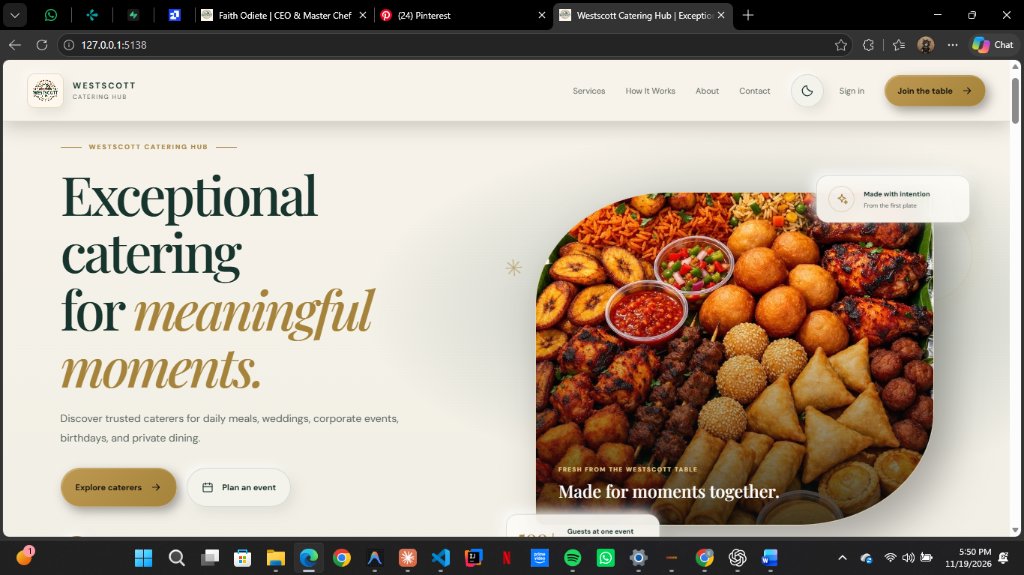 Faith Odiete | CEO & Master Chef
(24) Pinterest
Westscott Catering Hub | Exceptio
127.0.0.1:5138
Chat
WESTSCOTT
WESTSCOTT
CATERING HUB
Services
How It Works
About
Contact
Sign in
Join the table
WESTSCOTT CATERING HUB
Exceptional
catering
for meaningful
moments.
Discover trusted caterers for daily meals, weddings, corporate events,
birthdays, and private dining.
Explore caterers
Plan an event
Made with intention
From the first plate
FRESH FROM THE WESTSCOTT TABLE
Made for moments together.
Guests at one event
1
prime video
5:50 PM
11/19/2026